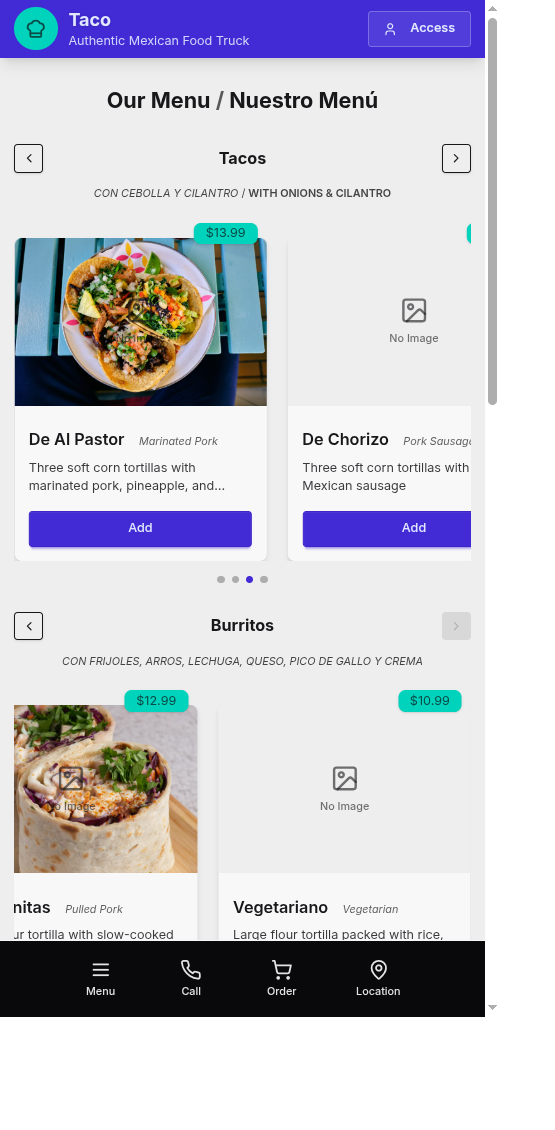 Taco
Authentic Mexican Food Truck
Access
Our Menu / Nuestro Menú
Tacos
CON CEBOLLA Y CILANTRO / WITH ONIONS & CILANTRO
$13.99
No Image
No Image
De Al Pastor Marinated Pork
Three soft corn tortillas with
marinated pork, pineapple, and...
Add
De Chorizo Pork Sausage
Three soft corn tortillas with
Mexican sausage
Add
Burritos
CON FRIJOLES, ARROS, LECHUGA, QUESO, PICO DE GALLO Y CREMA
$12.99
No Image
nitas Pulled Pork
ur tortilla with slow-cooked
$10.99
No Image
Vegetariano Vegetarian
Large flour tortilla packed with rice,
Menu
Call
Order
Location